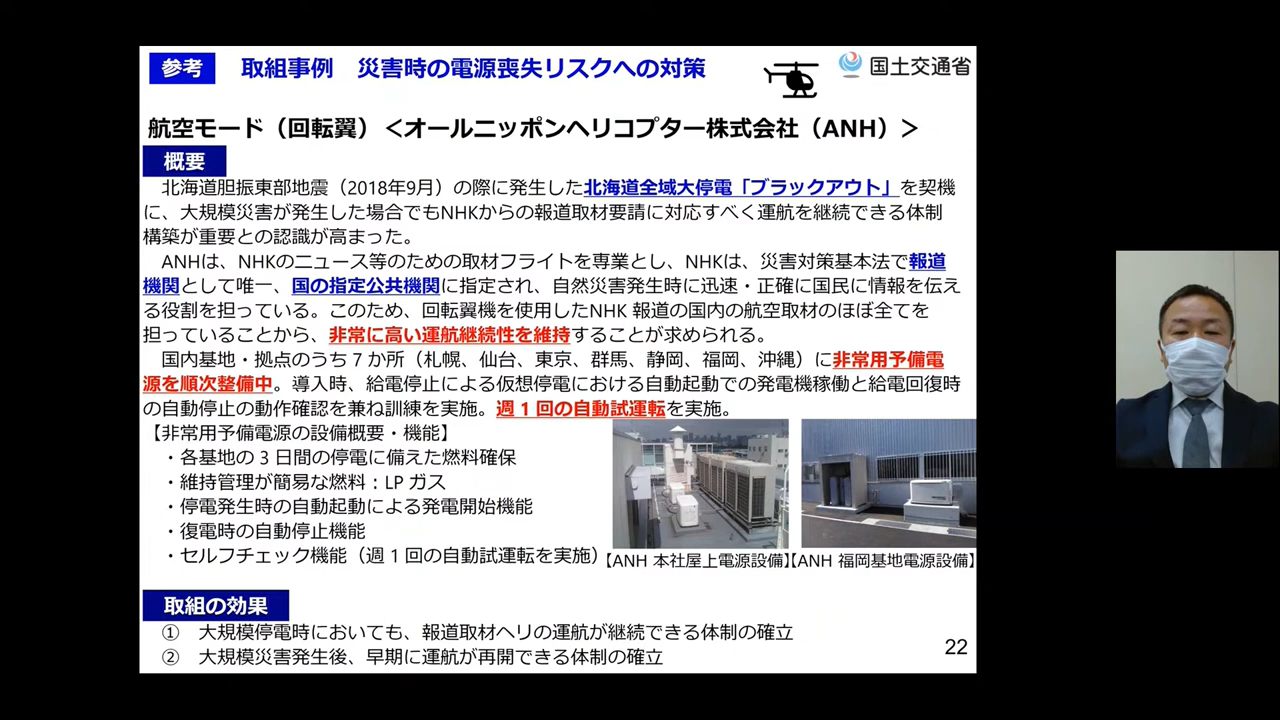 参考 取組事例 災害時の電源喪失リスクへの対策
国土交通省
航空モード（回転翼）＜オールニッポンヘリコプター株式会社（ANH）＞
概要
北海道胆振東部地震（2018年9月）の際に発生した北海道全域大停電「ブラックアウト」を契機
に、大規模災害が発生した場合でもNHKからの報道取材要請に対応すべく運航を継続できる体制
構築が重要との認識が高まった。
ANHは、NHKのニュース等のための取材フライトを専業とし、NHKは、災害対策基本法で報道
機関として唯一、国の指定公共機関に指定され、自然災害発生時に迅速・正確に国民に情報を伝え
る役割を担っている。このため、回転翼機を使用したNHK 報道の国内の航空取材のほぼ全てを
担っていることから、非常に高い運航継続性を維持することが求められる。
国内基地・拠点のうち７か所（札幌、仙台、東京、群馬、静岡、福岡、沖縄）に非常用予備電
源を順次整備中。導入時、給電停止による仮想停電における自動起動での発電機稼働と給電回復時
の自動停止の動作確認を兼ね訓練を実施。週１回の自動試運転を実施。
【非常用予備電源の設備概要・機能】
・各基地の３日間の停電に備えた燃料確保
・維持管理が簡易な燃料：LP ガス
・停電発生時の自動起動による発電開始機能
・復電時の自動停止機能
・セルフチェック機能（週１回の自動試運転を実施）
【ANH 本社屋上電源設備】【ANH 福岡基地電源設備】
取組の効果
① 大規模停電時においても、報道取材ヘリの運航が継続できる体制の確立
② 大規模災害発生後、早期に運航が再開できる体制の確立
22